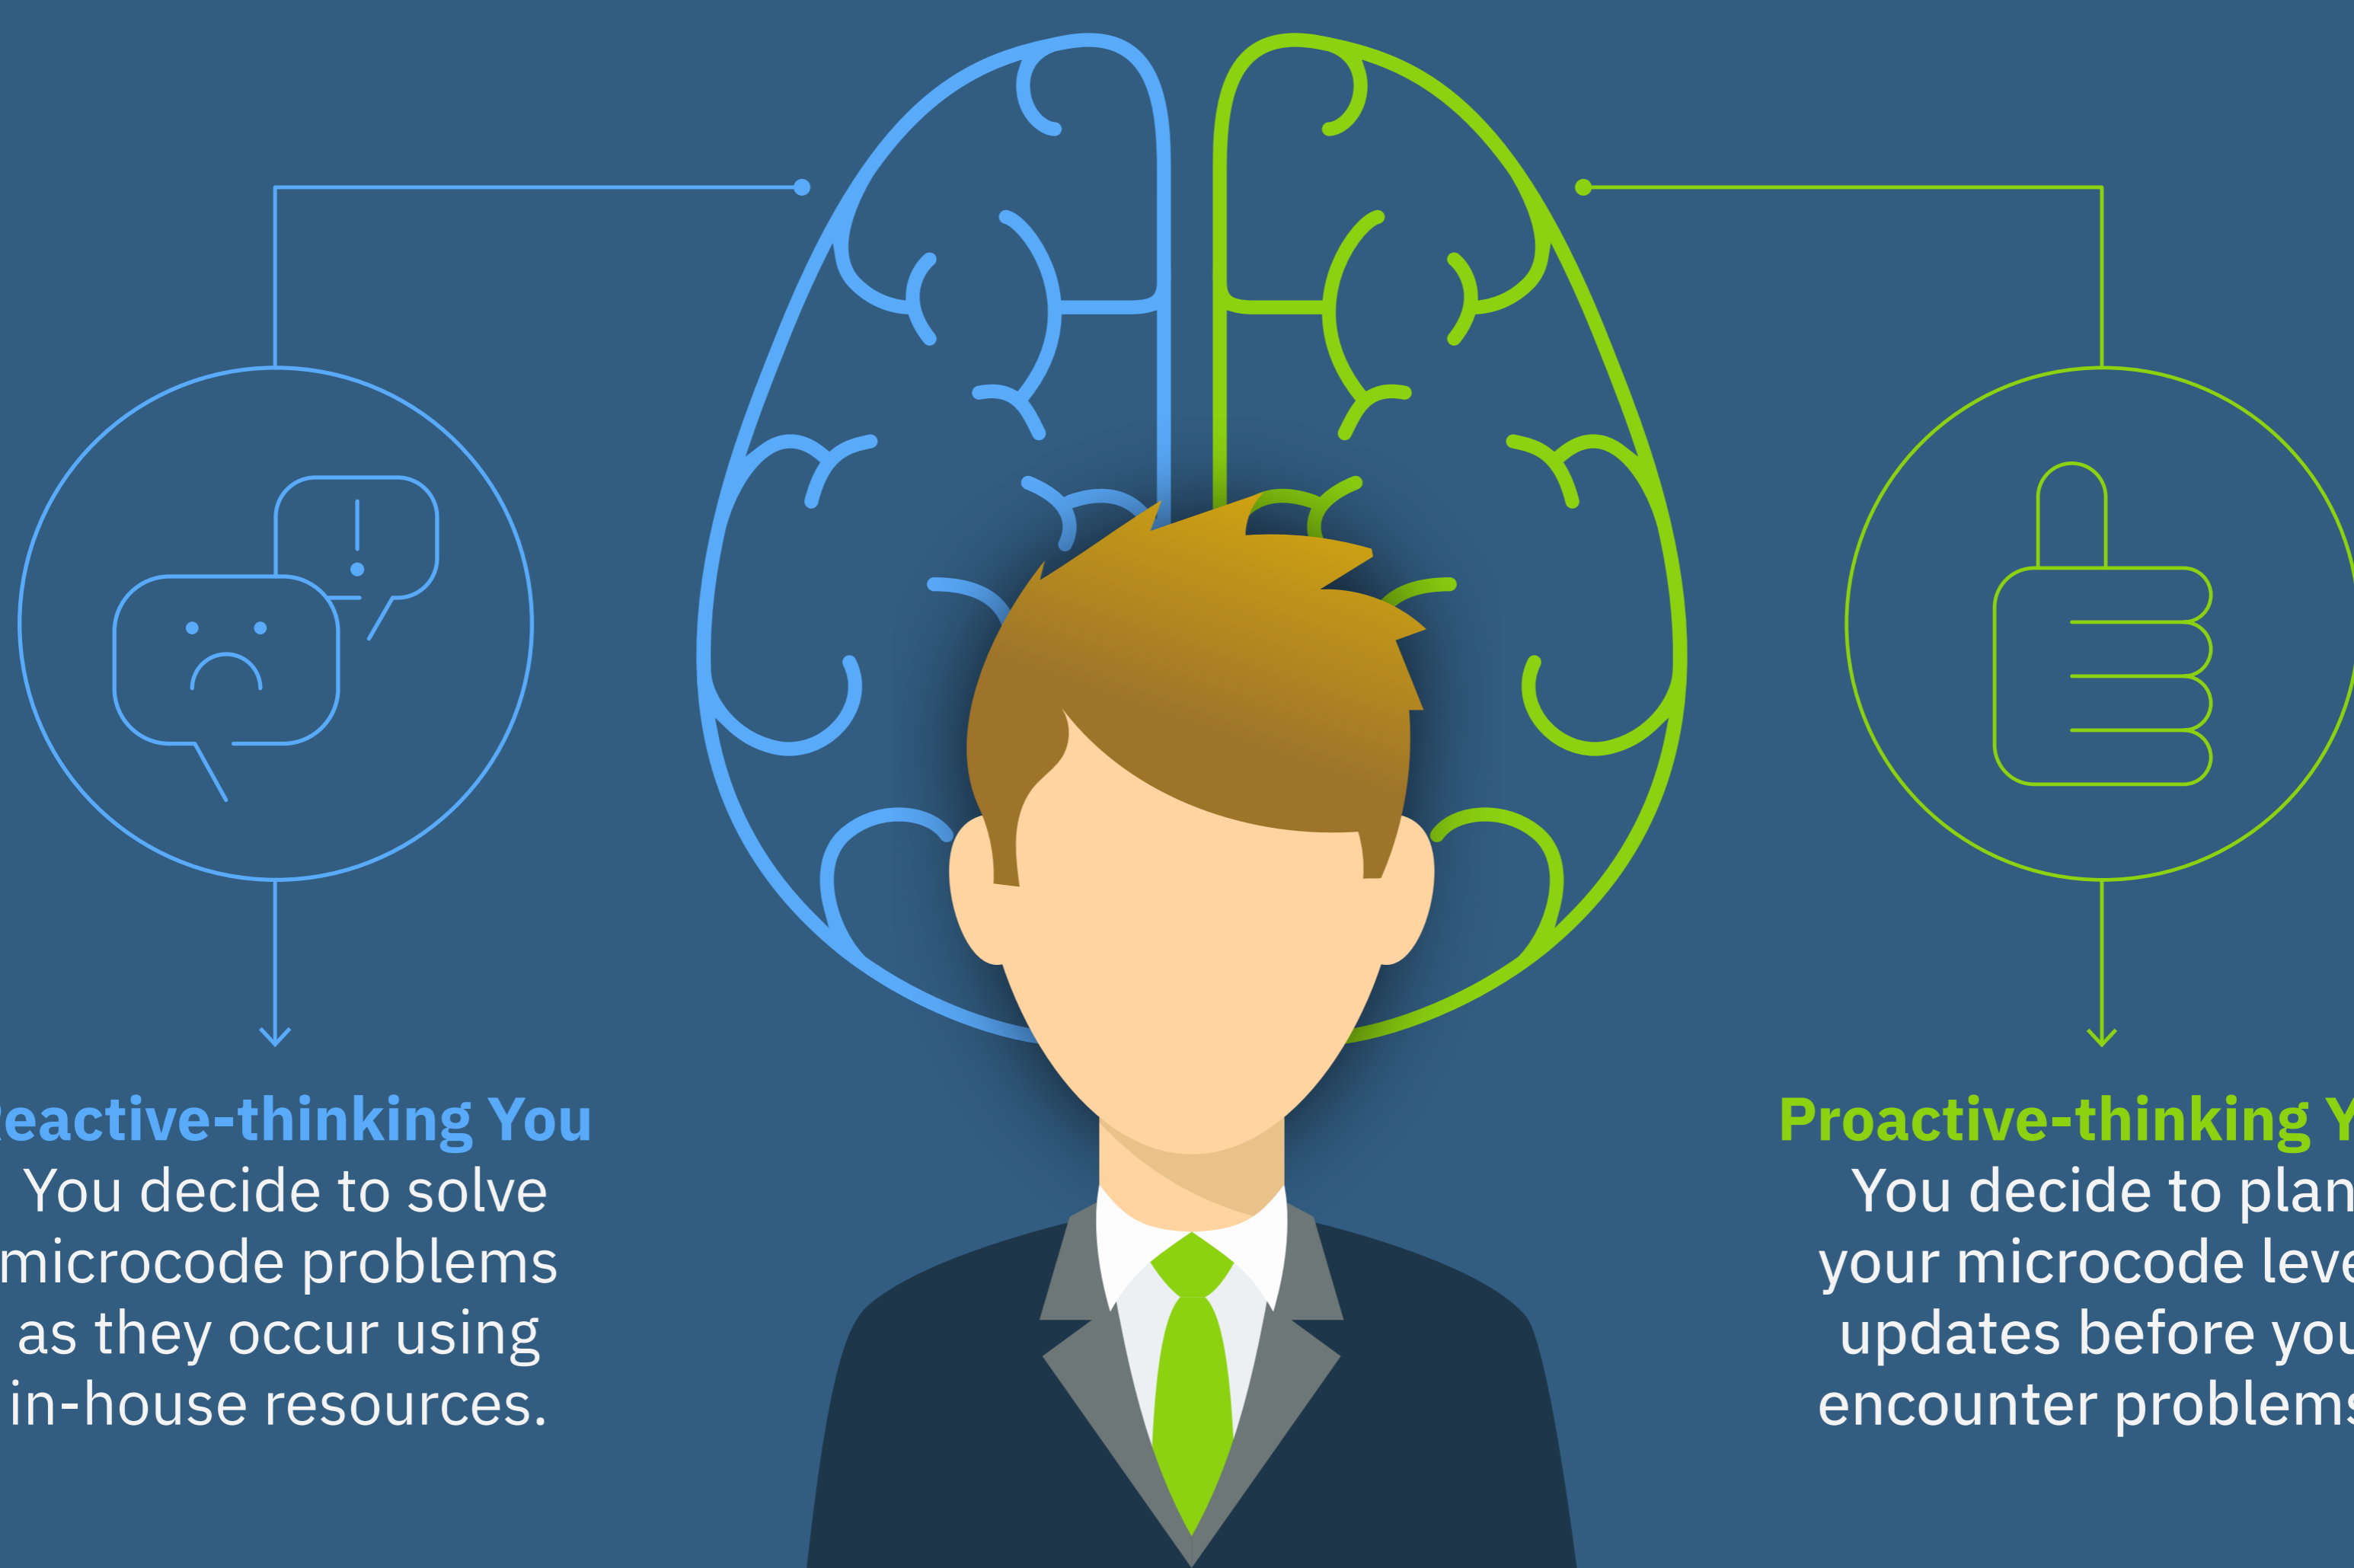 Reactive-thinking You
You decide to solve
microcode problems
as they occur using
in-house resources.
Proactive-thinking Y
You decide to plan
your microcode leve
updates before you
encounter problems